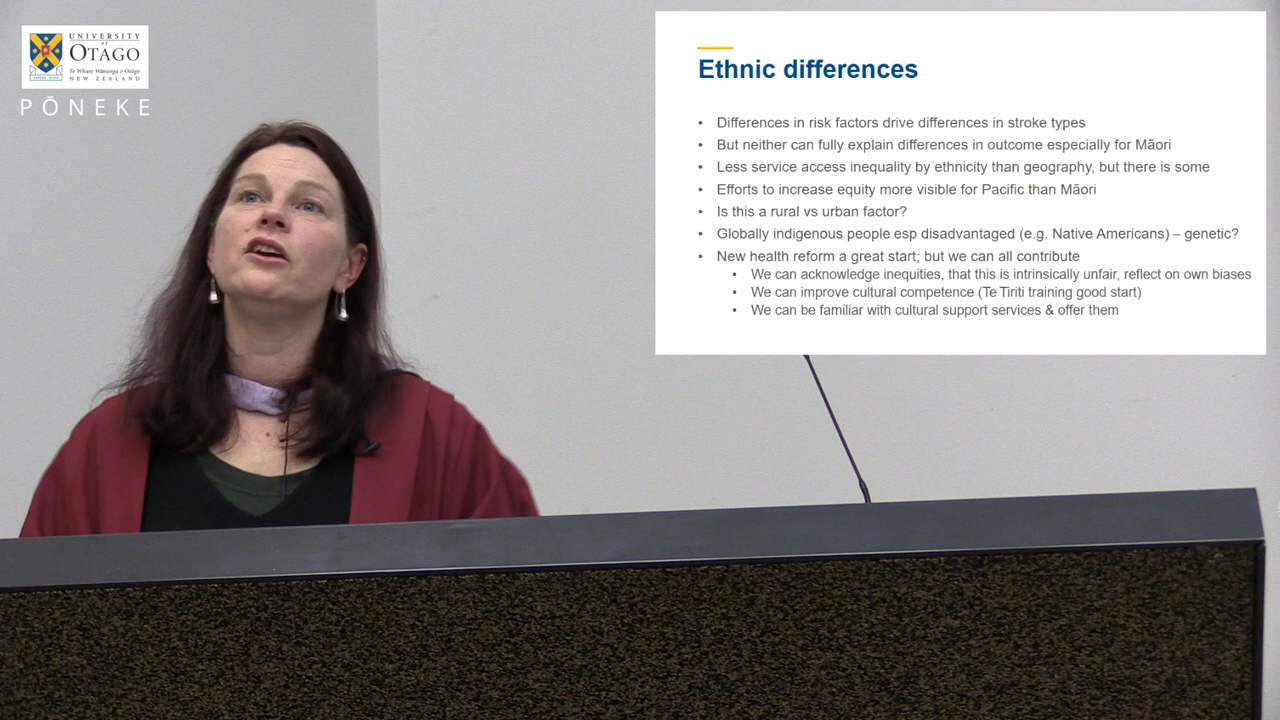 UNIVERSITY
of
OTAGO
Te Whare Wānanga o Otāgo
NEW ZEALAND
PŌNEKE
Ethnic differences
• Differences in risk factors drive differences in stroke types
• But neither can fully explain differences in outcome especially for Māori
• Less service access inequality by ethnicity than geography, but there is some
• Efforts to increase equity more visible for Pacific than Māori
• Is this a rural vs urban factor?
• Globally indigenous people esp disadvantaged (e.g. Native Americans) – genetic?
• New health reform a great start; but we can all contribute
• We can acknowledge inequities, that this is intrinsically unfair, reflect on own biases
• We can improve cultural competence (Te Tiriti training good start)
• We can be familiar with cultural support services & offer them